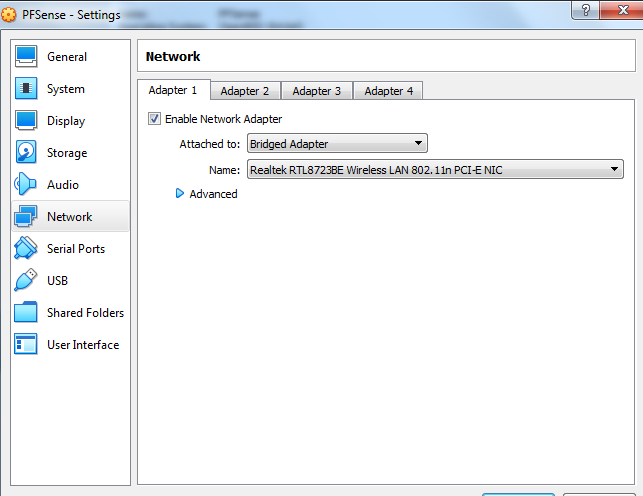 PFSense - Settings
?
X
General
System
Display
Storage
Audio
Network
Serial Ports
USB
Shared Folders
User Interface
Network
Adapter 1 Adapter 2 Adapter 3 Adapter 4
Enable Network Adapter
Attached to: Bridged Adapter
Name: Realtek RTL8723BE Wireless LAN 802.11n PCI-E NIC
Advanced